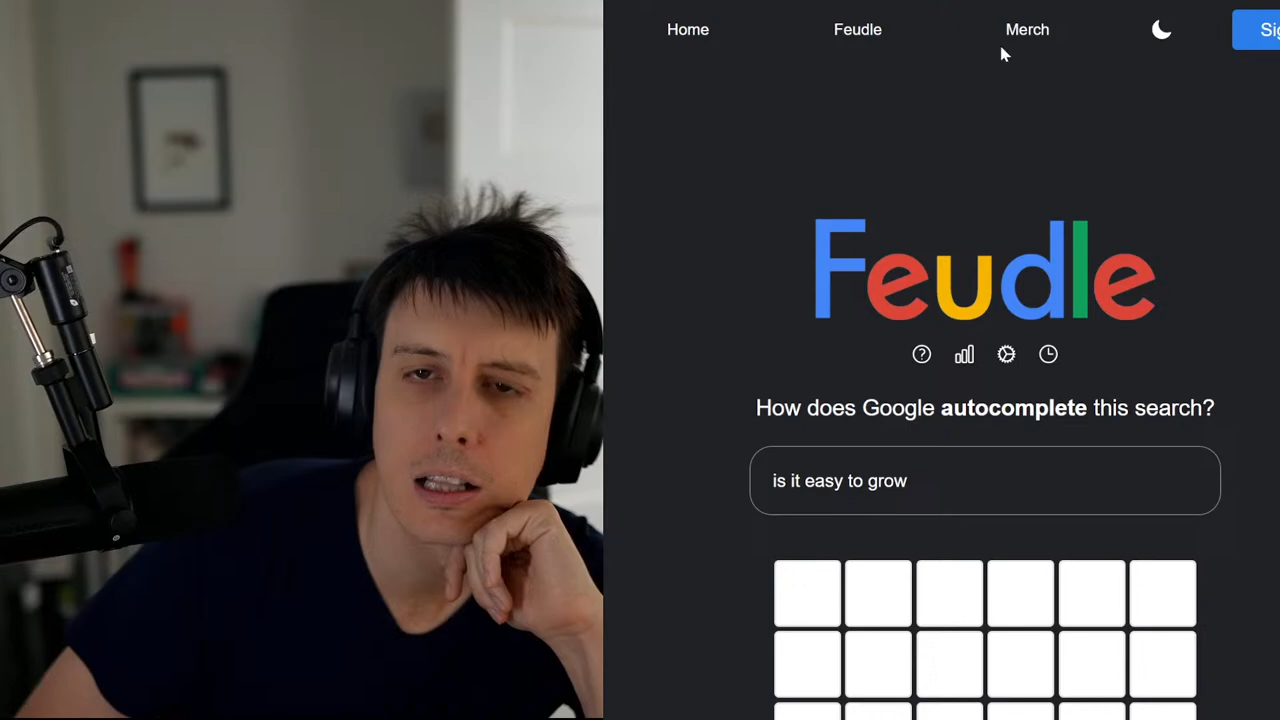 Home
Feudle
Merch
Feudle
How does Google autocomplete this search?
is it easy to grow